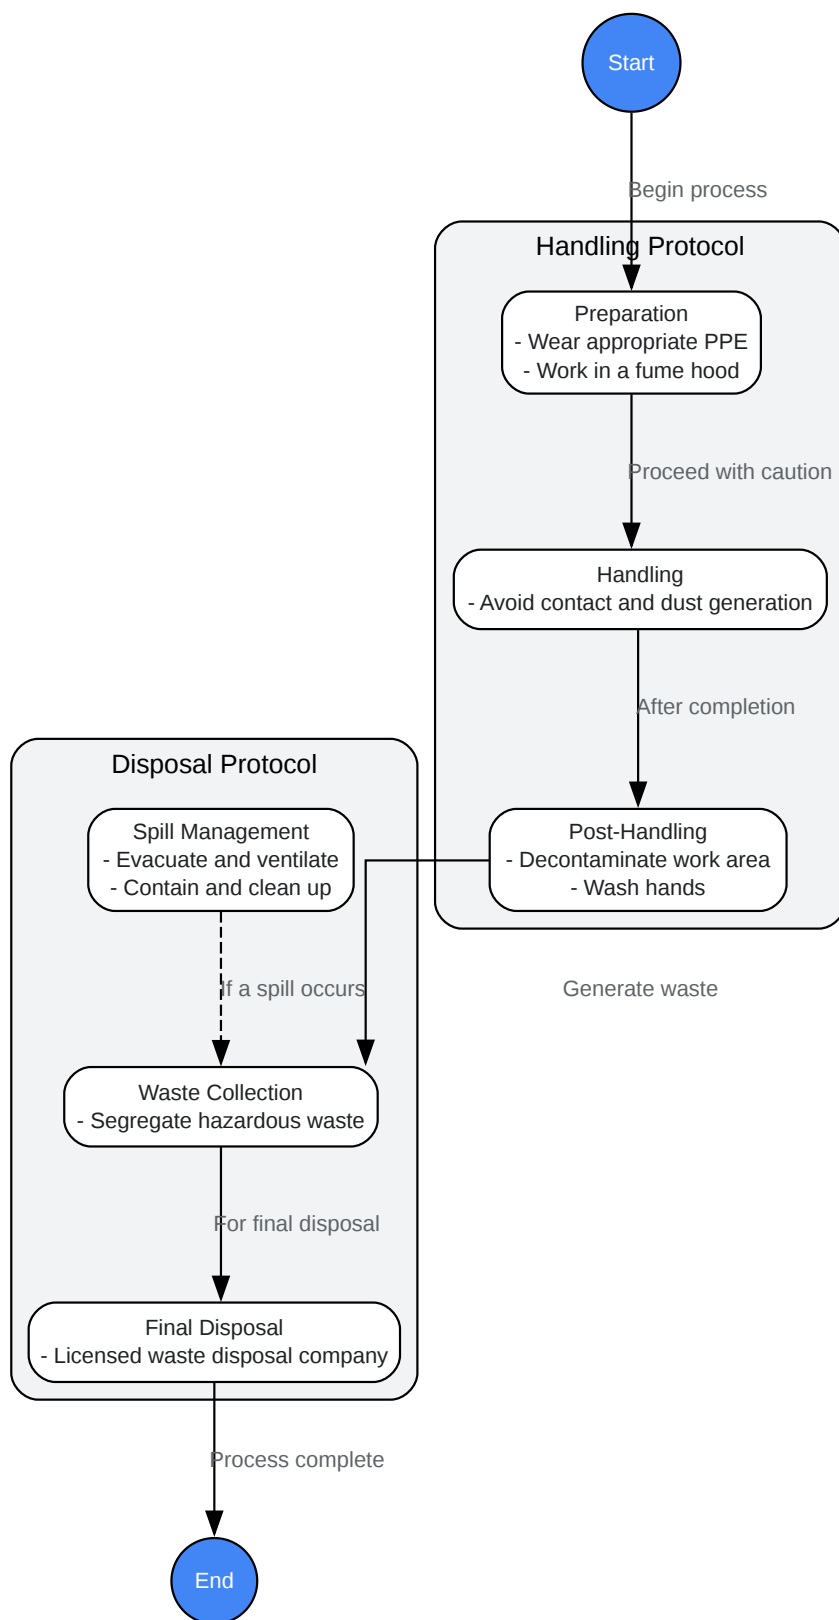 Start
Begin process
Handling Protocol
Preparation
- Wear appropriate PPE
- Work in a fume hood
Proceed with caution
Handling
- Avoid contact and dust generation
After completion
Post-Handling
- Decontaminate work area
- Wash hands
Generate waste
Disposal Protocol
Spill Management
- Evacuate and ventilate
- Contain and clean up
If a spill occurs
Waste Collection
- Segregate hazardous waste
For final disposal
Final Disposal
- Licensed waste disposal company
Process complete
End